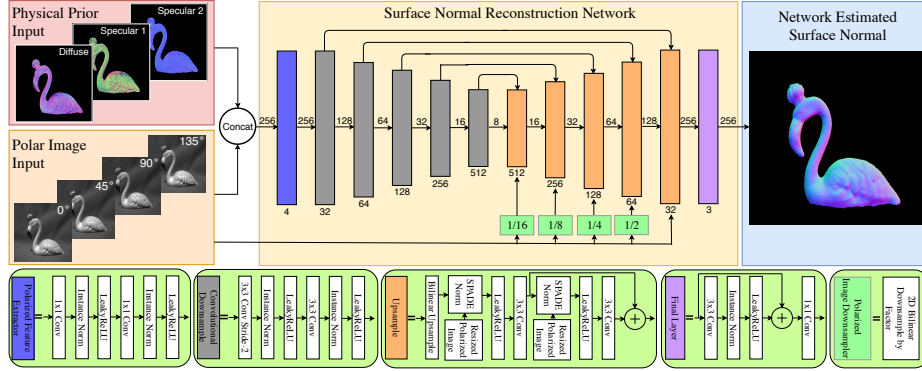 Physical Prior
Input
Specular 2
Specular 1
Diffuse
Polar Image
Input
135°
90°
45°
0°
Concat
Surface Normal Reconstruction Network
256
256
128
64
32
16
8
16
32
64
128
256
256
4
32
64
128
256
512
512
256
128
64
32
3
1/16
1/8
1/4
1/2
Network Estimated
Surface Normal
Polarized Feature
Extractor
=
1x1 Conv
Instance Norm
LeakyReLU
1x1 Conv
Instance Norm
LeakyReLU
Convolutional
Downsample
=
3x3 Conv Stride-2
Instance Norm
LeakyReLU
3x3 Conv
Instance Norm
LeakyReLU
Upsample
=
Bilinear Upsample
SPADE
Norm
Resized
Polarized
Image
LeakyReLU
3x3 Conv
SPADE
Norm
Resized
Polarized
Image
LeakyReLU
3x3 Conv
+
Final Layer
=
3x3 Conv
Instance Norm
LeakyReLU
+
1x1 Conv
Polarized
Image Downsampler
=
2D Bilinear
Downsample by
Factor